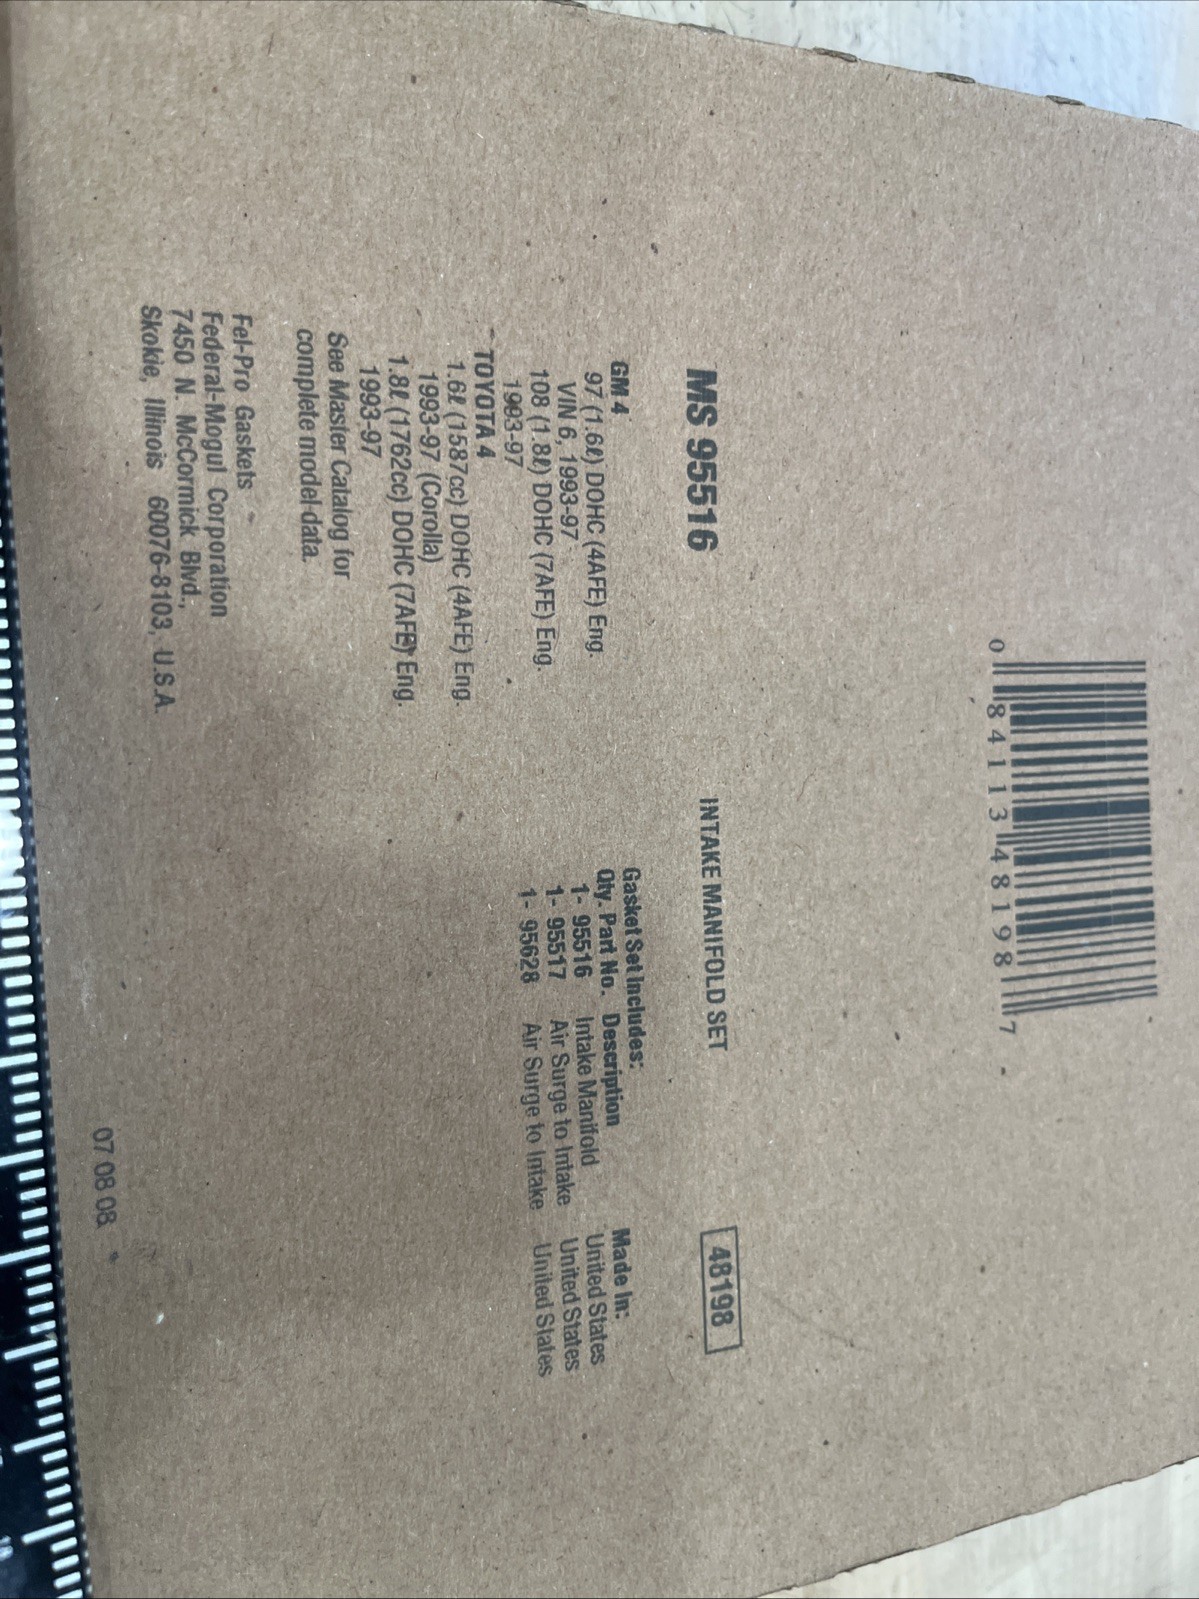 0 84113 48198 7
MS 95516
INTAKE MANIFOLD SET
48198
GM 4
97 (1.6ℓ) DOHC (4AFE) Eng.
VIN 6, 1993-97
108 (1.8ℓ) DOHC (7AFE) Eng.
1993-97
TOYOTA 4
1.6ℓ (1587cc) DOHC (4AFE) Eng.
1993-97 (Corolla)
1.8ℓ (1762cc) DOHC (7AFE) Eng.
1993-97
See Master Catalog for
complete model data.
Gasket Set Includes:
Qty. Part No. Description Made In:
1- 95516 Intake Manifold United States
1- 95517 Air Surge to Intake United States
1- 95628 Air Surge to Intake United States
Fel-Pro Gaskets
Federal-Mogul Corporation
7450 N. McCormick Blvd.,
Skokie, Illinois 60076-8103, U.S.A.
07 08 08